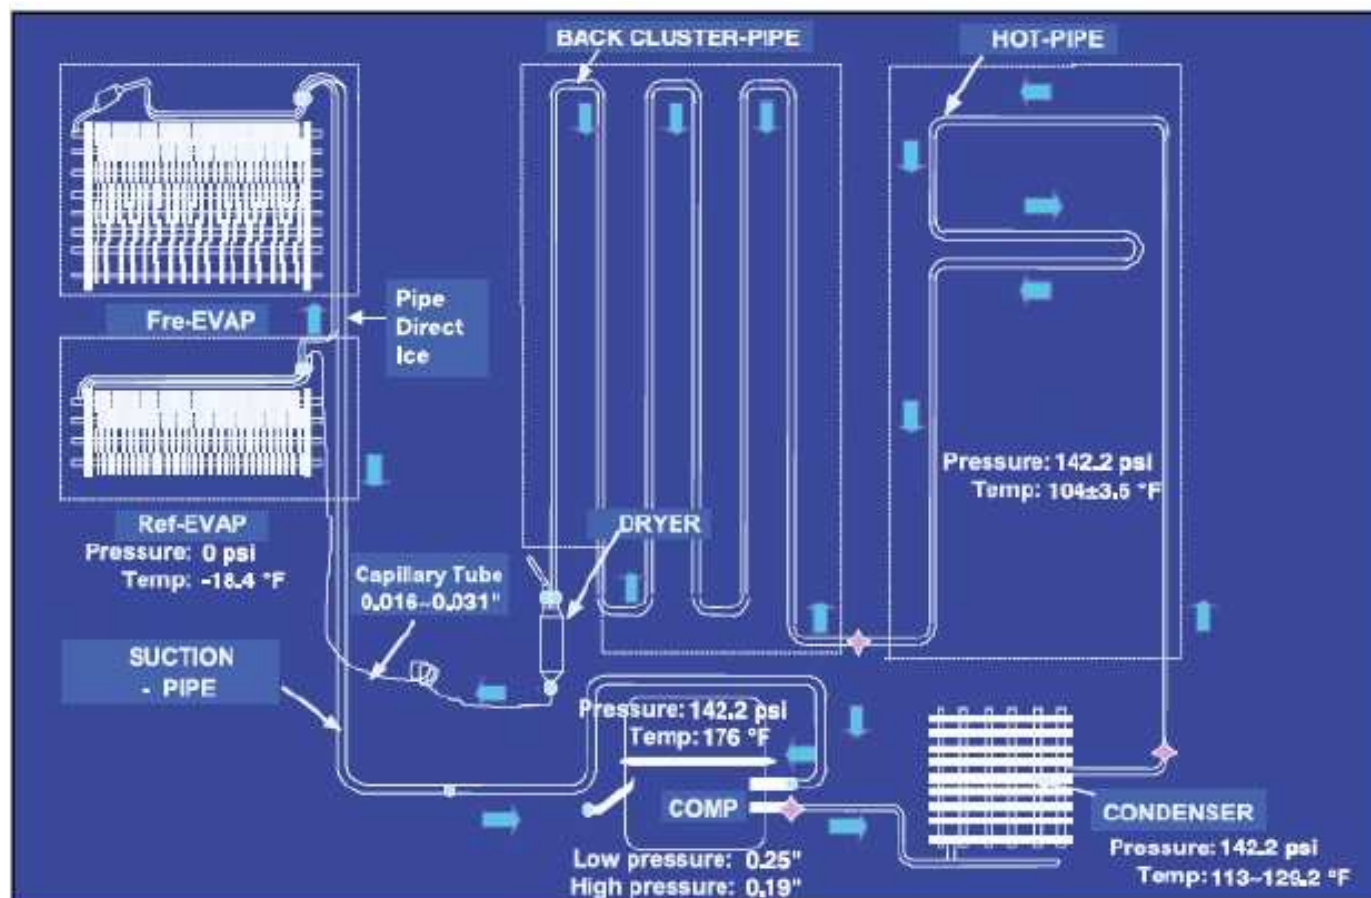 BACK CLUSTER-PIPE
HOT-PIPE
Fre-EVAP
Pipe
Direct
Ice
Pressure: 142.2 psi
Temp: 104±3.6 °F
Ref-EVAP
Pressure: 0 psi
Temp: -18.4 °F
DRYER
Capillary Tube
0.016~0.031"
SUCTION
- PIPE
Pressure: 142.2 psi
Temp: 176 °F
COMP
Low pressure: 0.25"
High pressure: 0.19"
CONDENSER
Pressure: 142.2 psi
Temp: 113~129.2 °F